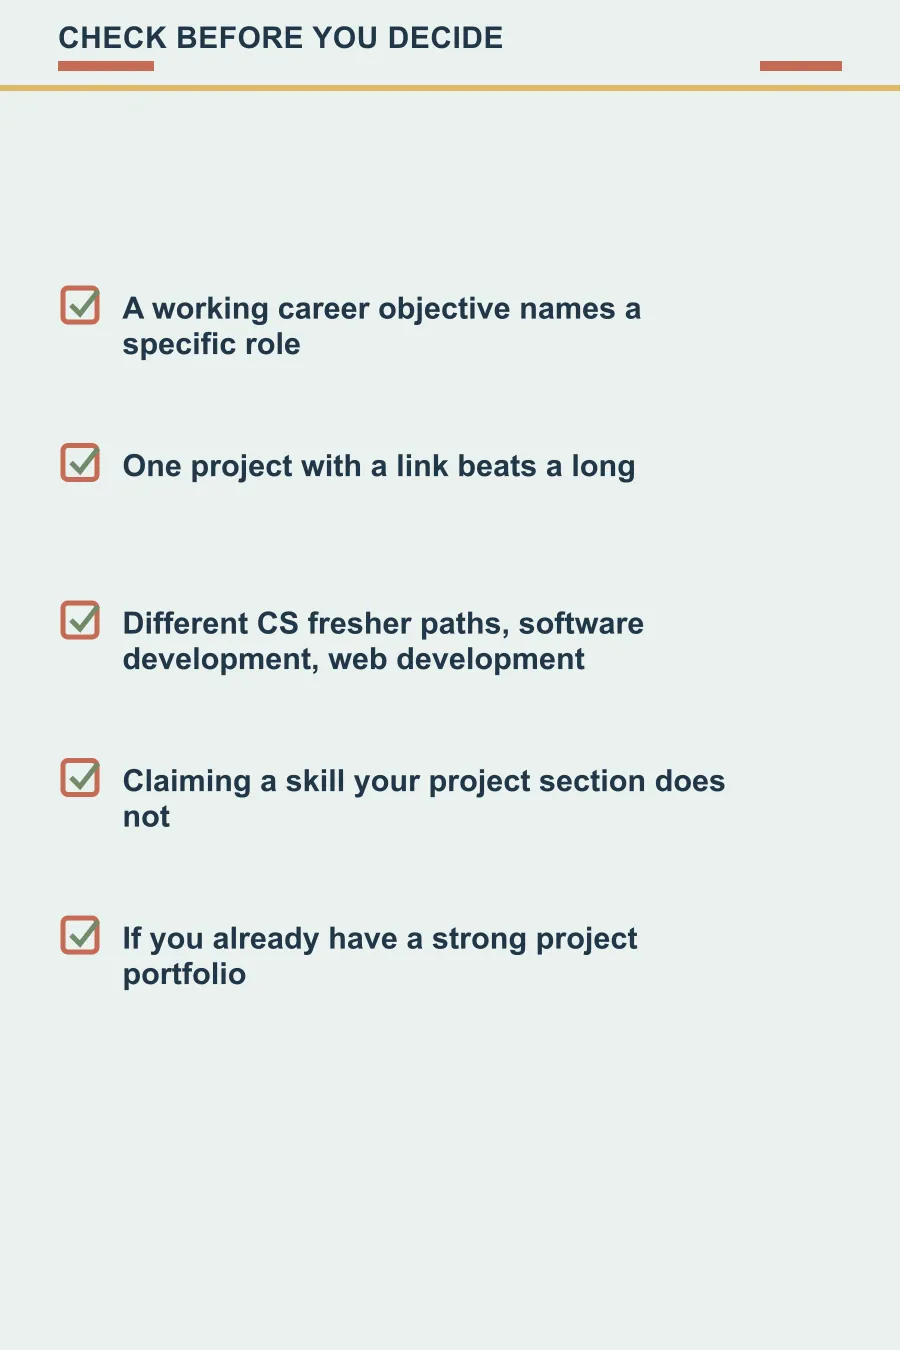 CHECK BEFORE YOU DECIDE
A working career objective names a
specific role
One project with a link beats a long
Different CS fresher paths, software
development, web development
Claiming a skill your project section does
not
If you already have a strong project
portfolio